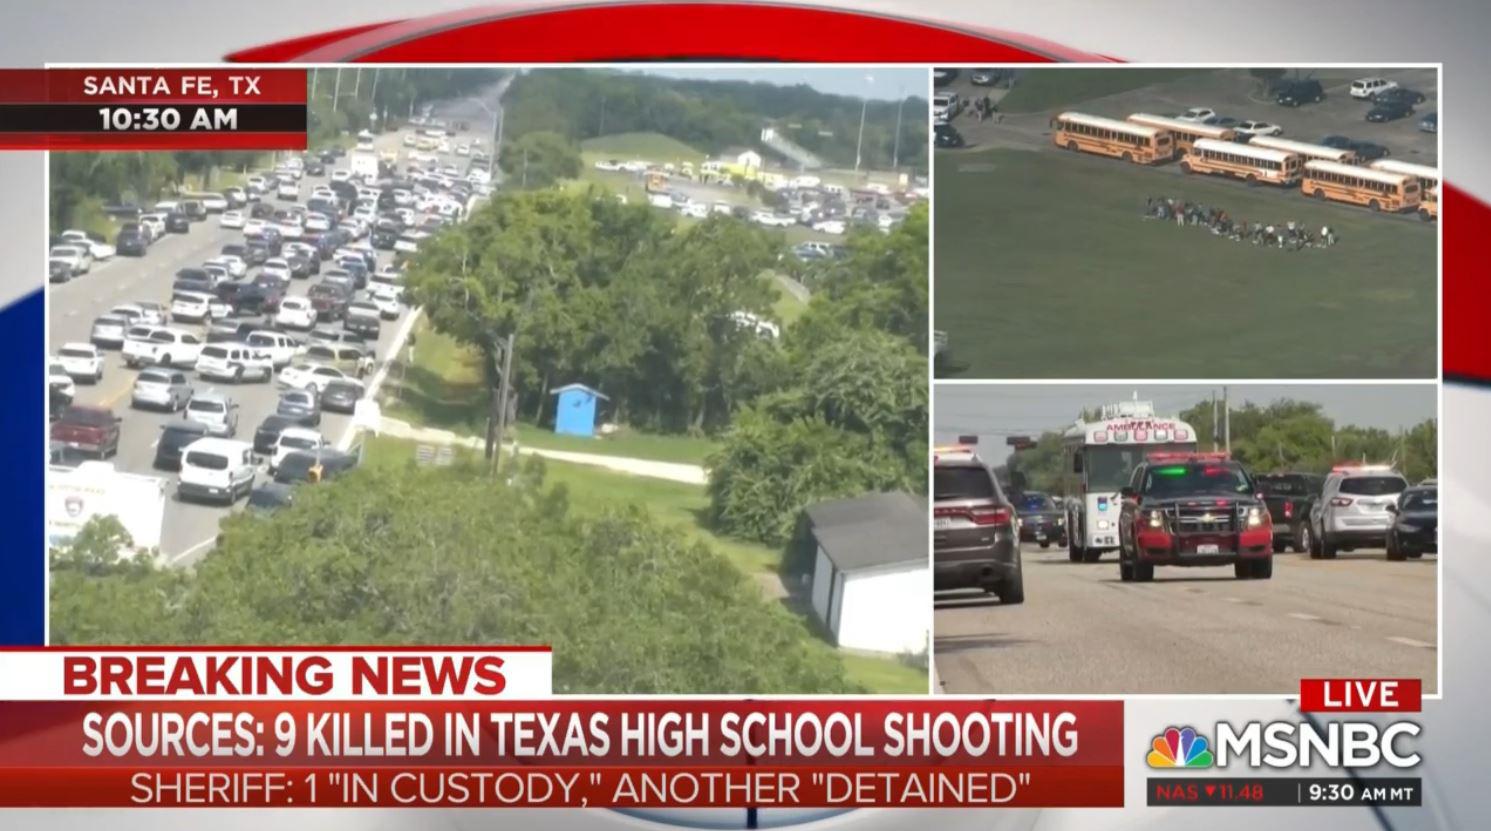 SANTA FE, TX
10:30 AM
AMBULANCE
BREAKING NEWS
LIVE
SOURCES: 9 KILLED IN TEXAS HIGH SCHOOL SHOOTING
SHERIFF: 1 "IN CUSTODY," ANOTHER "DETAINED"
MSNBC
NAS ▼11.48 | 9:30 AM MT